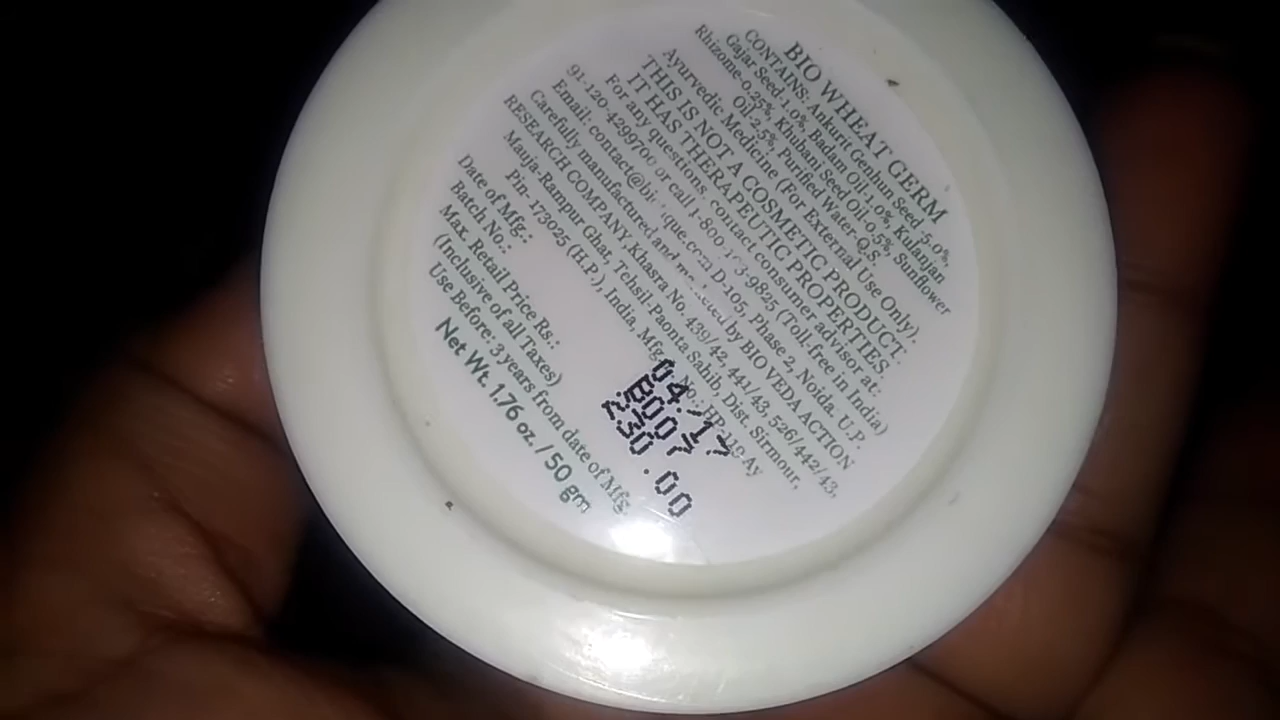 BIO WHEAT GERM
CONTAINS: Ankurit Genhun Seed
Gajar Seed-1.0%, Badam Oil-1.0%, Kulanjan
Rhizome-0.25%, Khubani Seed Oil-0.5%, Sunflower
Oil-2.5%, Purified Water-Q.S.
Ayurvedic Medicine (For External Use Only).
THIS IS NOT A COSMETIC PRODUCT.
IT HAS THERAPEUTIC PROPERTIES.
For any questions, contact consumer advisor at:
91-120-4299700 or call 1-800- -9825 (Toll-free in India)
Email: D-105, Phase 2, Noida. U.P.
Carefully manufactured and by BIO VEDA ACTION
RESEARCH COMPANY, Khasra No. 439/42, 441/43, 526/442/43,
Mauja-Rampur Ghat, Tehsil-Paonta Sahib, Dist. Sirmour,
Pin- 173025 (H.P.), India, Mfg. No.:
Date of Mfg.: 04/17
Batch No.: B007
Max. Retail Price Rs.: 230.00
(Inclusive of all Taxes)
Use Before: 3 years from date of Mfg.
Net Wt. 1.76 oz. / 50 gm